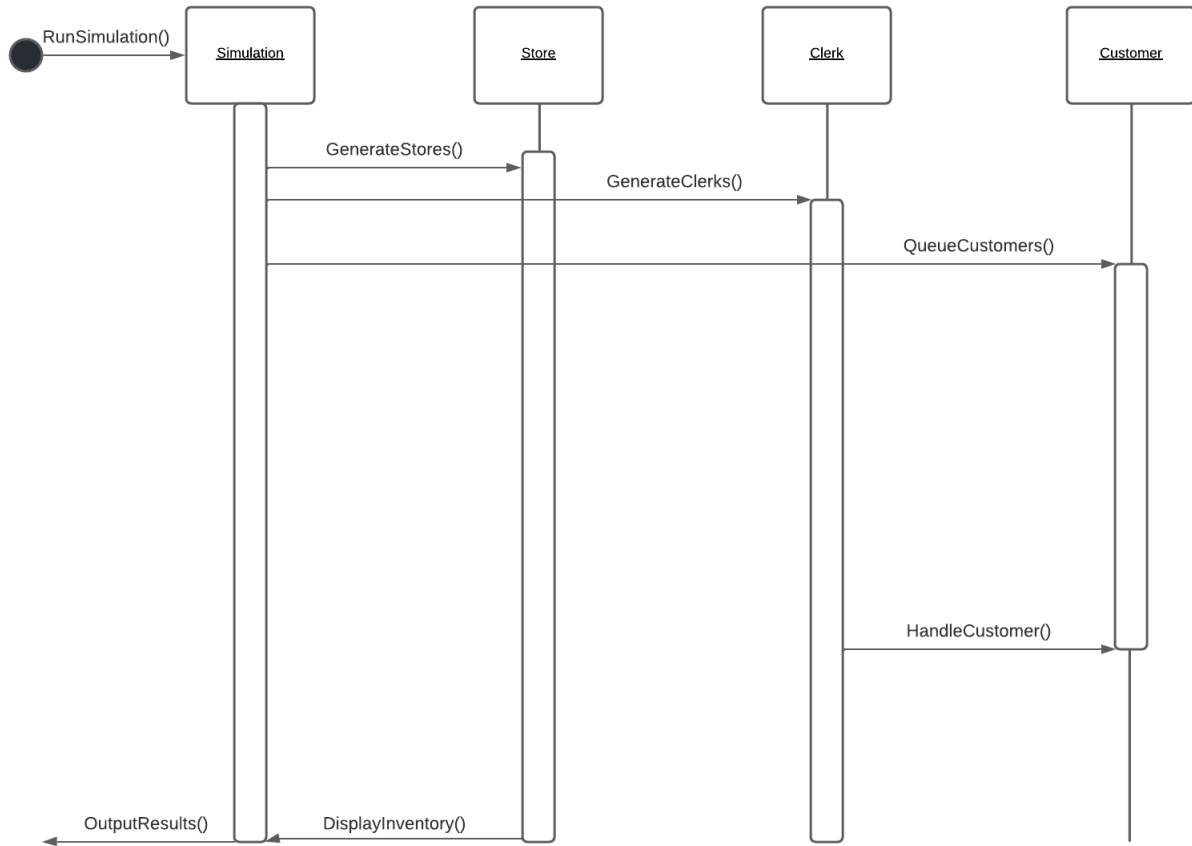 RunSimulation()
Simulation
Store
Clerk
Customer
GenerateStores()
GenerateClerks()
QueueCustomers()
HandleCustomer()
OutputResults()
DisplayInventory()